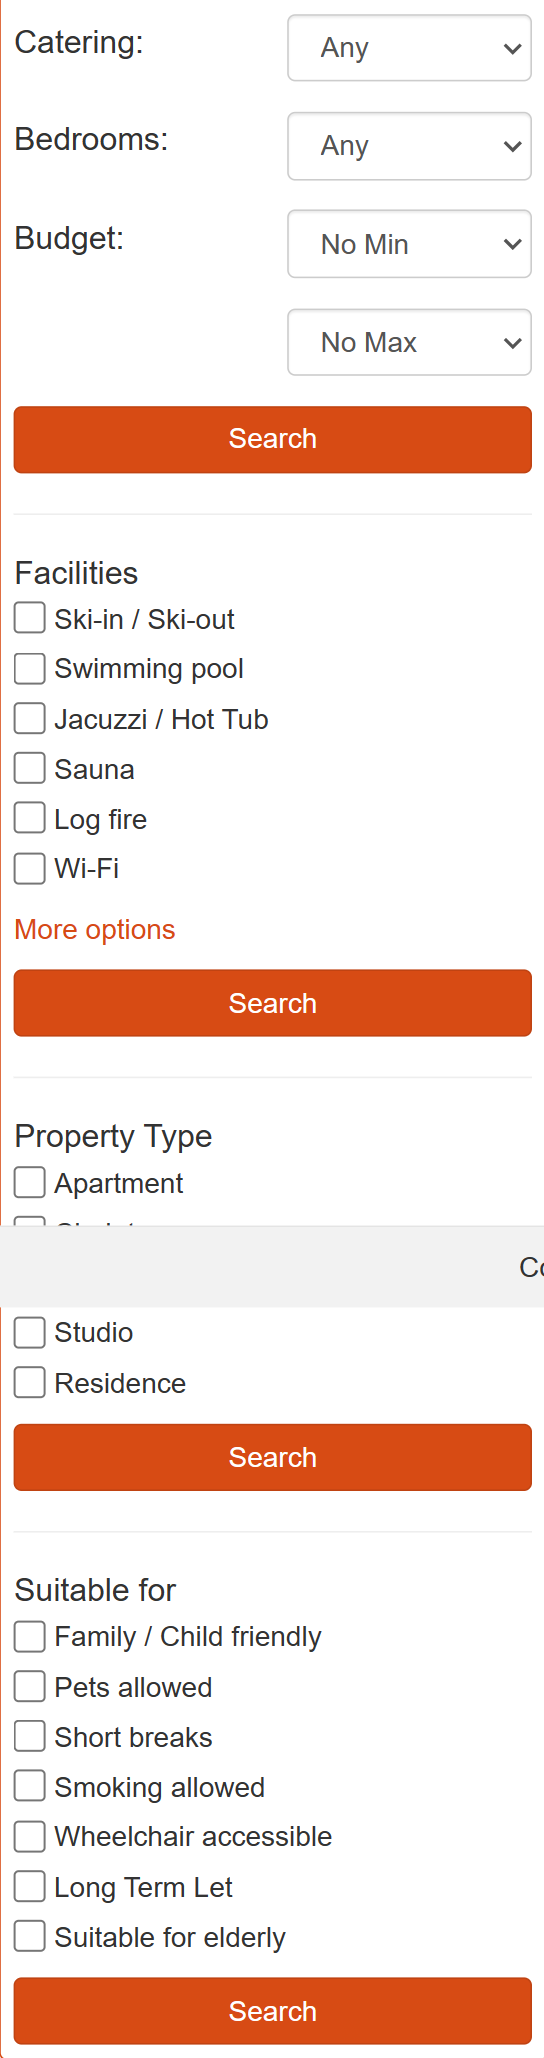 Catering:
Any
Bedrooms:
Any
Budget:
No Min
No Max
Search
Facilities
Ski-in / Ski-out
Swimming pool
Jacuzzi / Hot Tub
Sauna
Log fire
Wi-Fi
More options
Search
Property Type
Apartment
Studio
Residence
Search
Suitable for
Family / Child friendly
Pets allowed
Short breaks
Smoking allowed
Wheelchair accessible
Long Term Let
Suitable for elderly
Search